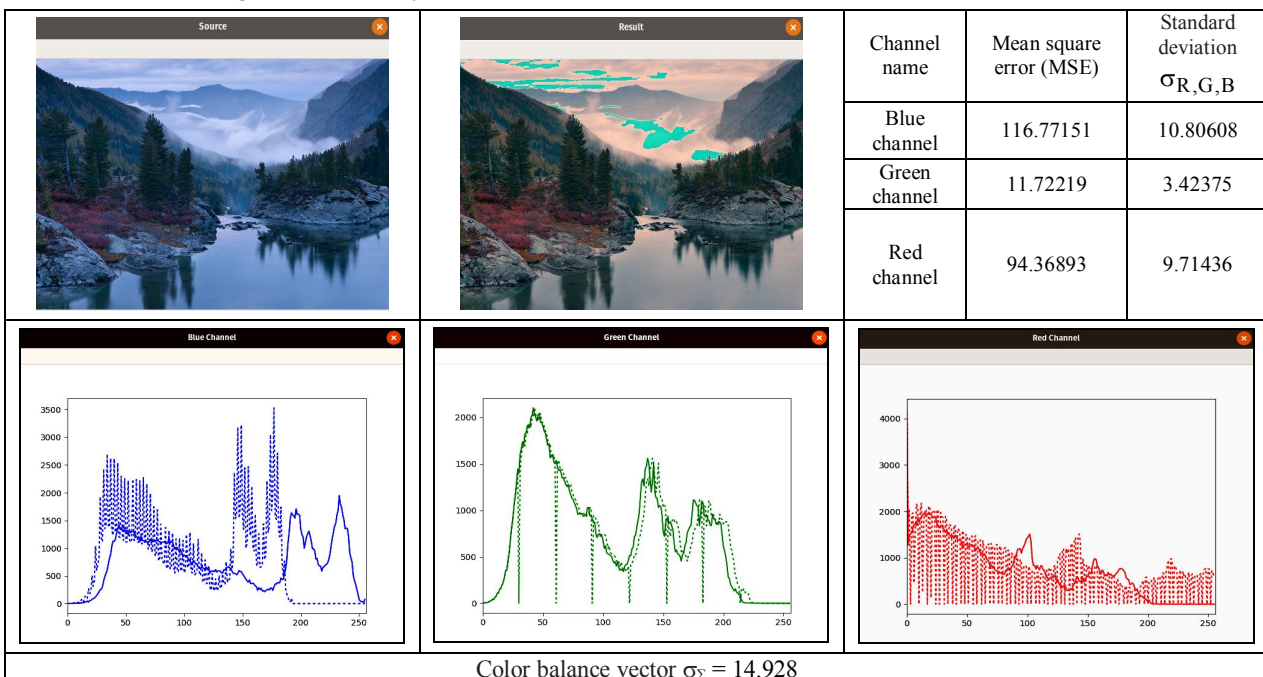 Source
Result
Channel name
Mean square error (MSE)
Standard deviation σR,G,B
Blue channel
116.77151
10.80608
Green channel
11.72219
3.42375
Red channel
94.36893
9.71436
Blue Channel
3500
3000
2500
2000
1500
1000
500
0
0 50 100 150 200 250
Green Channel
2000
1500
1000
500
0
0 50 100 150 200 250
Red Channel
4000
3000
2000
1000
0
0 50 100 150 200 250
Color balance vector σΣ = 14.928